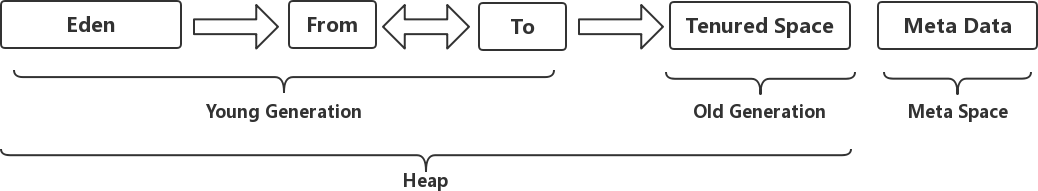 Eden
From
To
Tenured Space
Meta Data
Young Generation
Old Generation
Meta Space
Heap